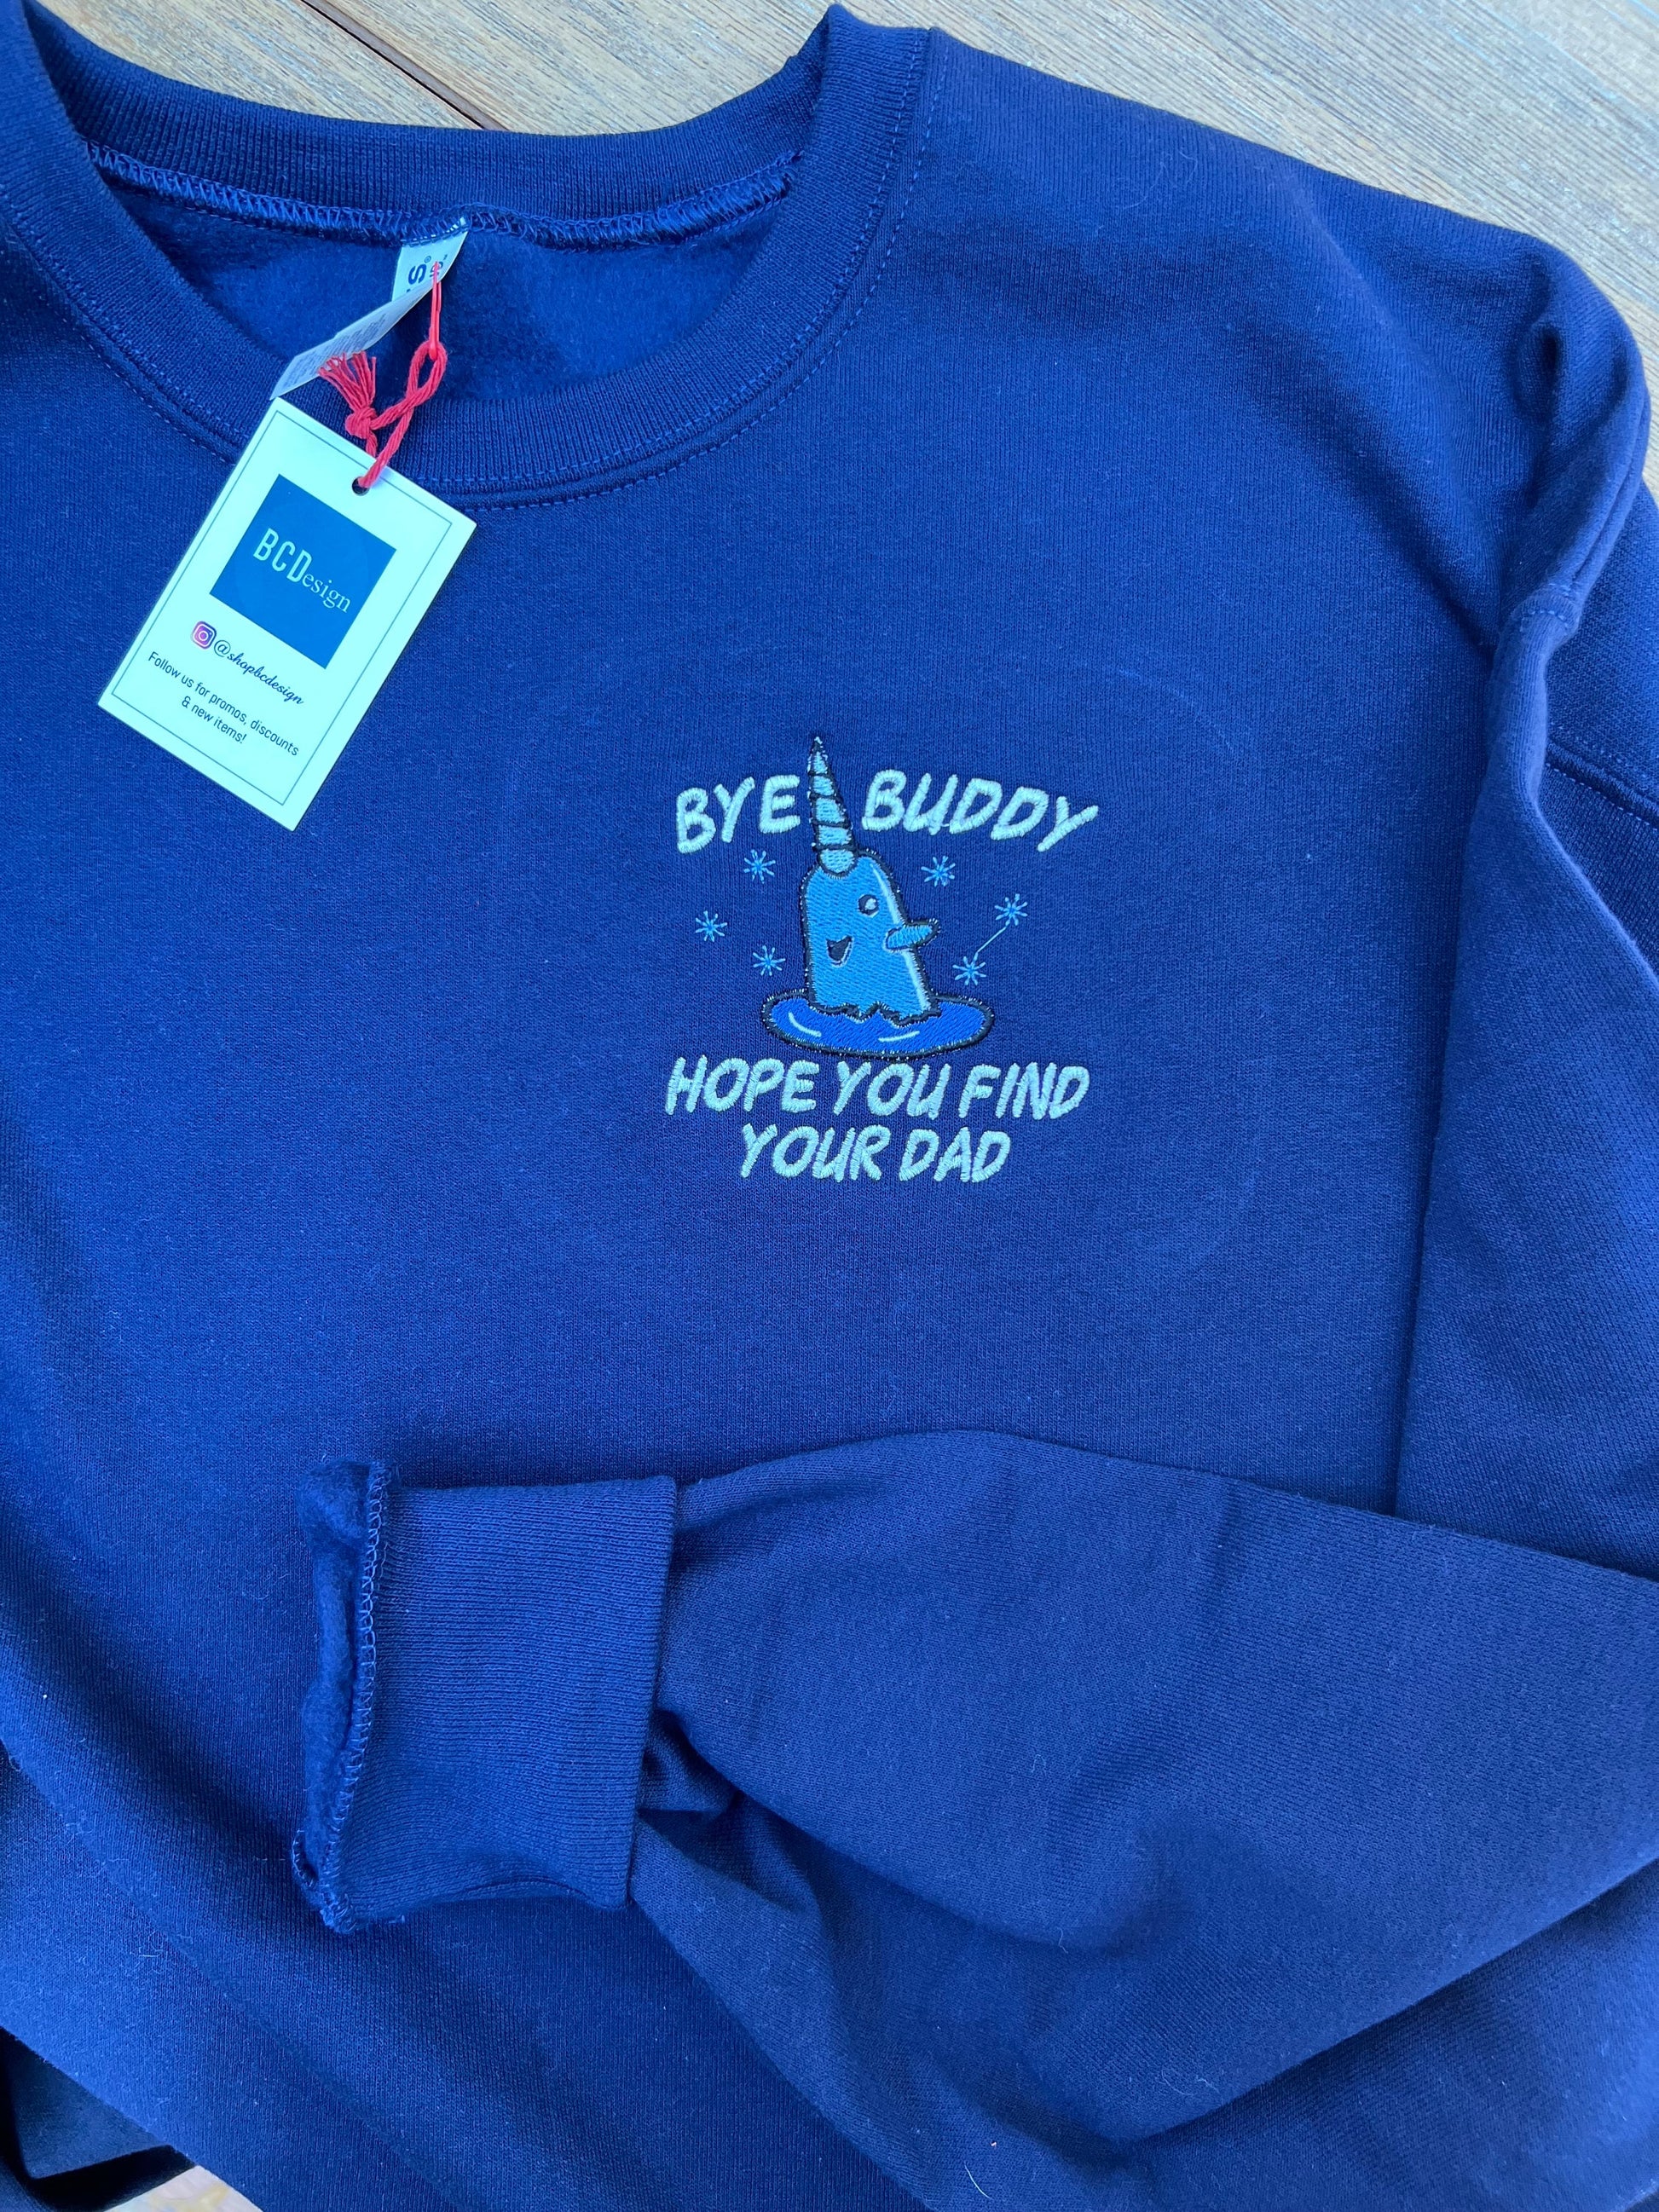 S®
BCDesign
@shopbcdesign
Follow us for promos, discounts
& new items!
BYE BUDDY
HOPE YOU FIND
YOUR DAD